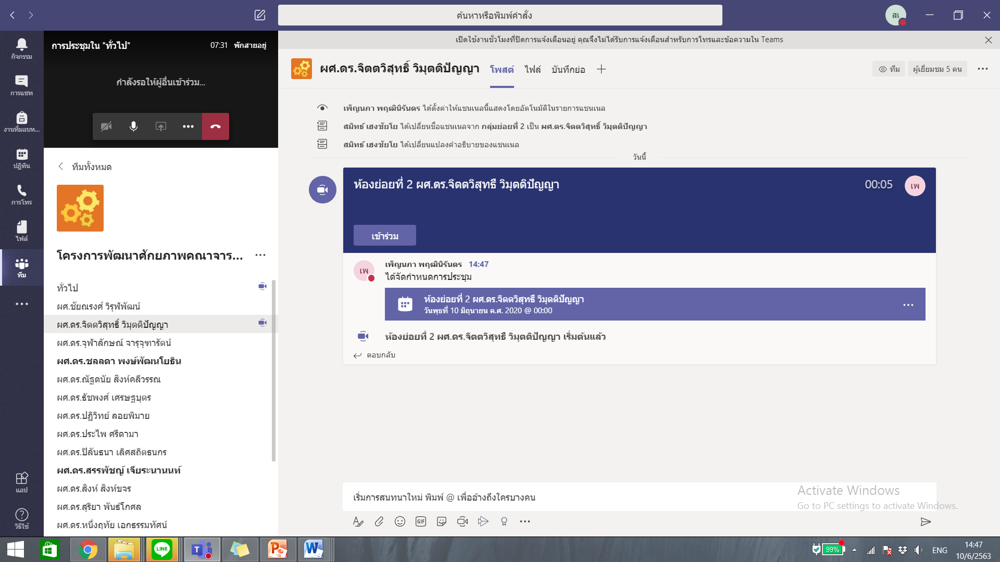 ค้นหาหรือพิมพ์คำสั่ง
สเ
กิจกรรม
การแชท
งานที่มอบห...
ปฏิทิน
การโทร
ไฟล์
ทีม
แอป
วิธีใช้
การประชุมใน "ทั่วไป"
07:31 พักสายอยู่
กำลังรอให้ผู้อื่นเข้าร่วม...
ทีมทั้งหมด
โครงการพัฒนาศักยภาพคณาจาร...
ทั่วไป
ผศ.ชัยณรงศ์ วิรุฬพัฒน์
ผศ.ดร.จิตตวิสุทธิ์ วิมุตติปัญญา
ผศ.ดร.จุฬาลักษณ์ จารุจุฑารัตน์
ผศ.ดร.ชลลดา พงษ์พัฒนโยธิน
ผศ.ดร.ณัฐดนัย สิงห์คลีวรรณ
ผศ.ดร.ธัชพงศ์ เศรษฐบุตร
ผศ.ดร.ปฏิวิทย์ ลอยพิมาย
ผศ.ดร.ประไพ ศรีดามา
ผศ.ดร.ปิลันธนา เลิศสถิตธนกร
ผศ.ดร.สรรพัชญ์ เจียระนานนท์
ผศ.ดร.สิงห์ สิงห์ขจร
ผศ.ดร.สุริยา พันธ์โกศล
ผศ.ดร.หนึ่งฤทัย เอกธรรมทัศน์
เปิดใช้งานชั่วโมงที่ปิดการแจ้งเตือนอยู่ คุณจึงไม่ได้รับการแจ้งเตือนสำหรับการโทรและข้อความใน Teams
ผศ.ดร.จิตตวิสุทธิ์ วิมุตติปัญญา โพสต์ ไฟล์ บันทึกย่อ
ทีม ผู้เยี่ยมชม 5 คน
เพ็ญนภา พฤฒินิรันดร ได้ตั้งค่าให้แชนเนลนี้แสดงโดยอัตโนมัติในรายการแชนเนล
สมิทธ์ เฮงชัยโย ได้เปลี่ยนชื่อแชนเนลจาก กลุ่มย่อยที่ 2 เป็น ผศ.ดร.จิตตวิสุทธิ์ วิมุตติปัญญา
สมิทธ์ เฮงชัยโย ได้เปลี่ยนแปลงคำอธิบายของแชนเนล
วันนี้
ห้องย่อยที่ 2 ผศ.ดร.จิตตวิสุทธิ์ วิมุตติปัญญา
00:05 เพ
เข้าร่วม
เพ
เพ็ญนภา พฤฒินิรันดร 14:47
ได้จัดกำหนดการประชุม
ห้องย่อยที่ 2 ผศ.ดร.จิตตวิสุทธิ์ วิมุตติปัญญา
วันพุธที่ 10 มิถุนายน ค.ศ. 2020 @ 00:00
ห้องย่อยที่ 2 ผศ.ดร.จิตตวิสุทธิ์ วิมุตติปัญญา เริ่มต้นแล้ว
ตอบกลับ
เริ่มการสนทนาใหม่ พิมพ์ @ เพื่ออ้างถึงใครบางคน
GIF
Activate Windows
Go to PC settings to activate Windows.
LINE
T
P
W
99%
ENG
14:47
10/6/2563